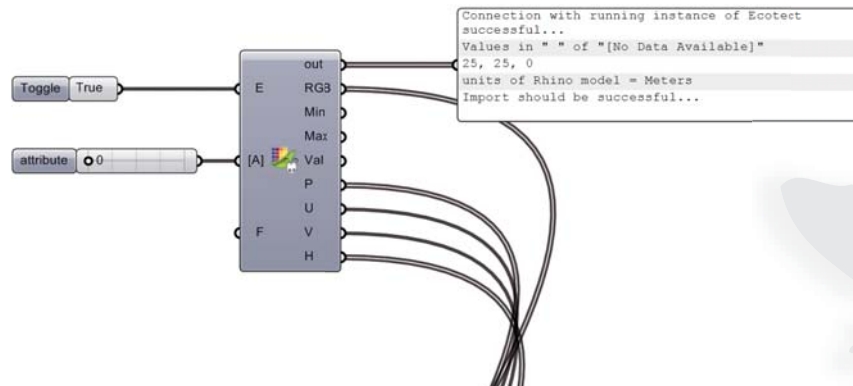 Connection with running instance of Ecotect
successful...
Values in " " of "[No Data Available]"
25, 25, 0
units of Rhino model = Meters
Import should be successful...
Toggle True
attribute 0
E
[A]
F
out
RGB
Min
Max
Val
P
U
V
H